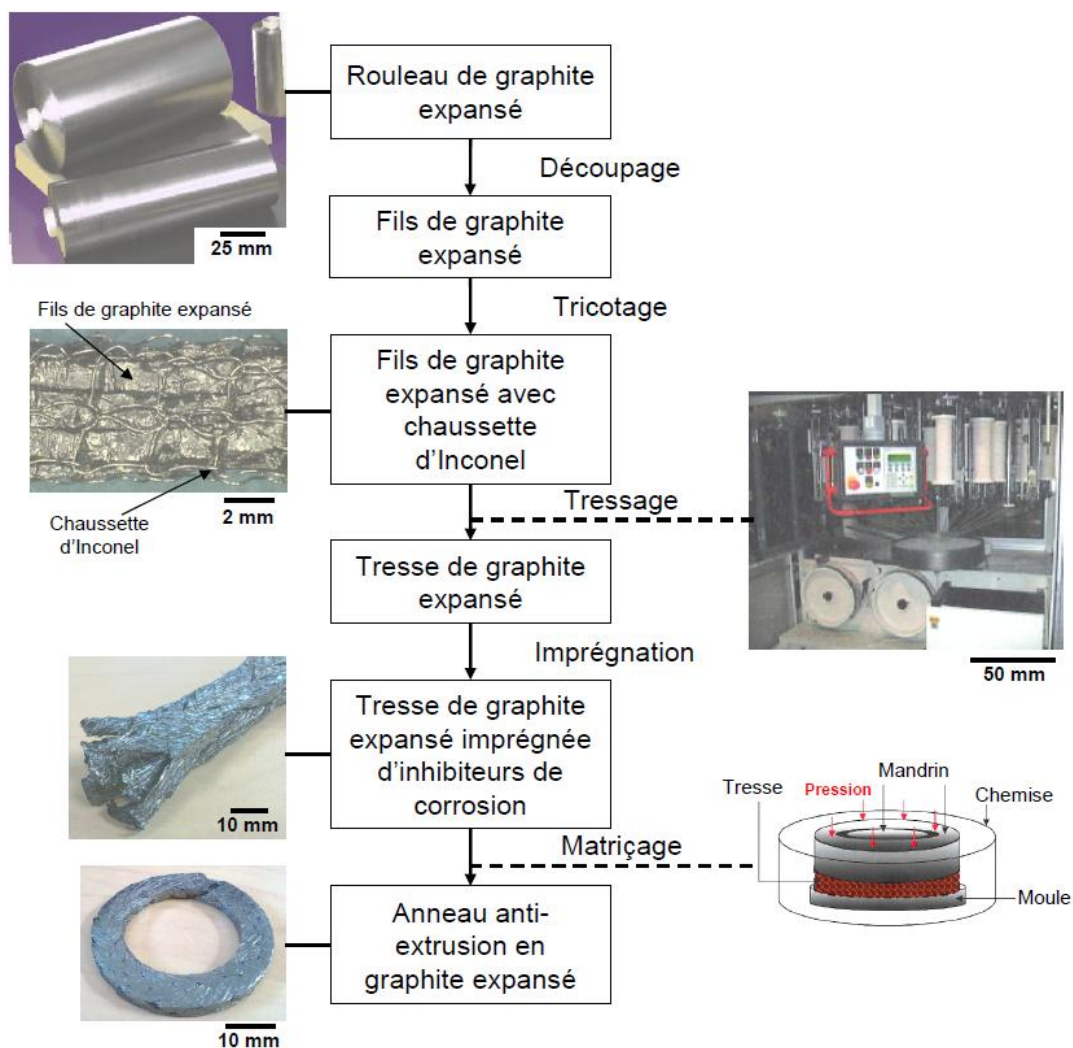 Rouleau de graphite
expansé
25 mm
Découpage
Fils de graphite
expansé
Tricotage
Fils de graphite expansé
Fils de graphite
expansé avec
chaussette
d'Inconel
2 mm
Chaussette
d'Inconel
Tressage
50 mm
Tresse de graphite
expansé
Imprégnation
Tresse de graphite
expansé imprégnée
d'inhibiteurs de
corrosion
10 mm
Matriçage
Tresse
Pression
Mandrin
Chemise
Moule
Anneau anti-
extrusion en
graphite expansé
10 mm